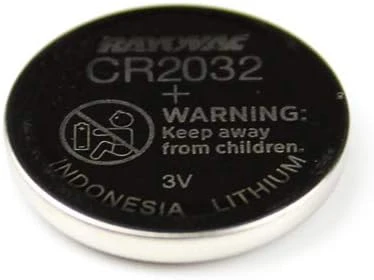 RAYOVAC
CR2032
+
WARNING:
Keep away
from children.
3V
INDONESIA LITHIUM